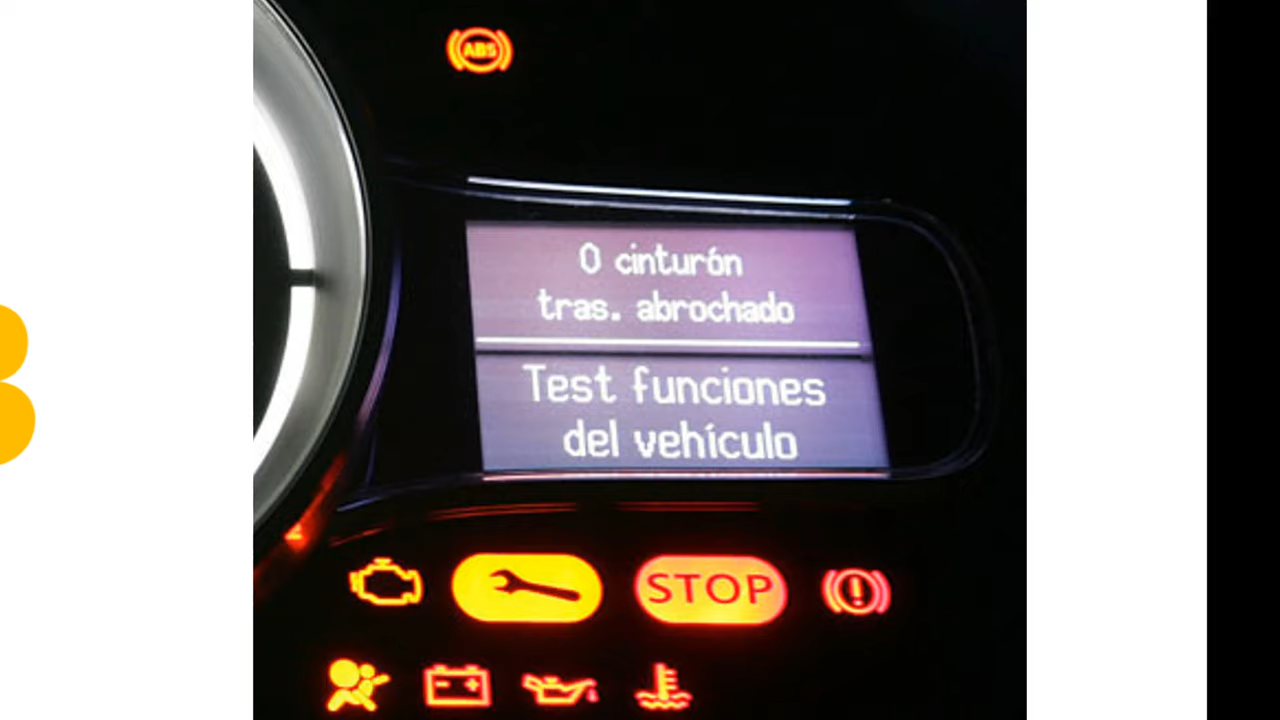 ABS
0 cinturón
tras. abrochado
Test funciones
del vehículo
STOP